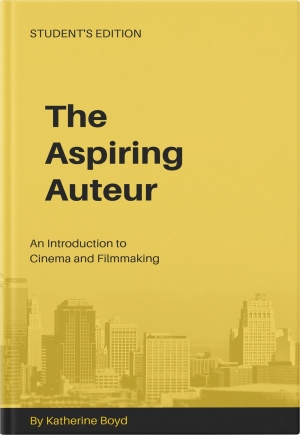 STUDENT'S EDITION
The
Aspiring
Auteur
An Introduction to
Cinema and Filmmaking
By Katherine Boyd